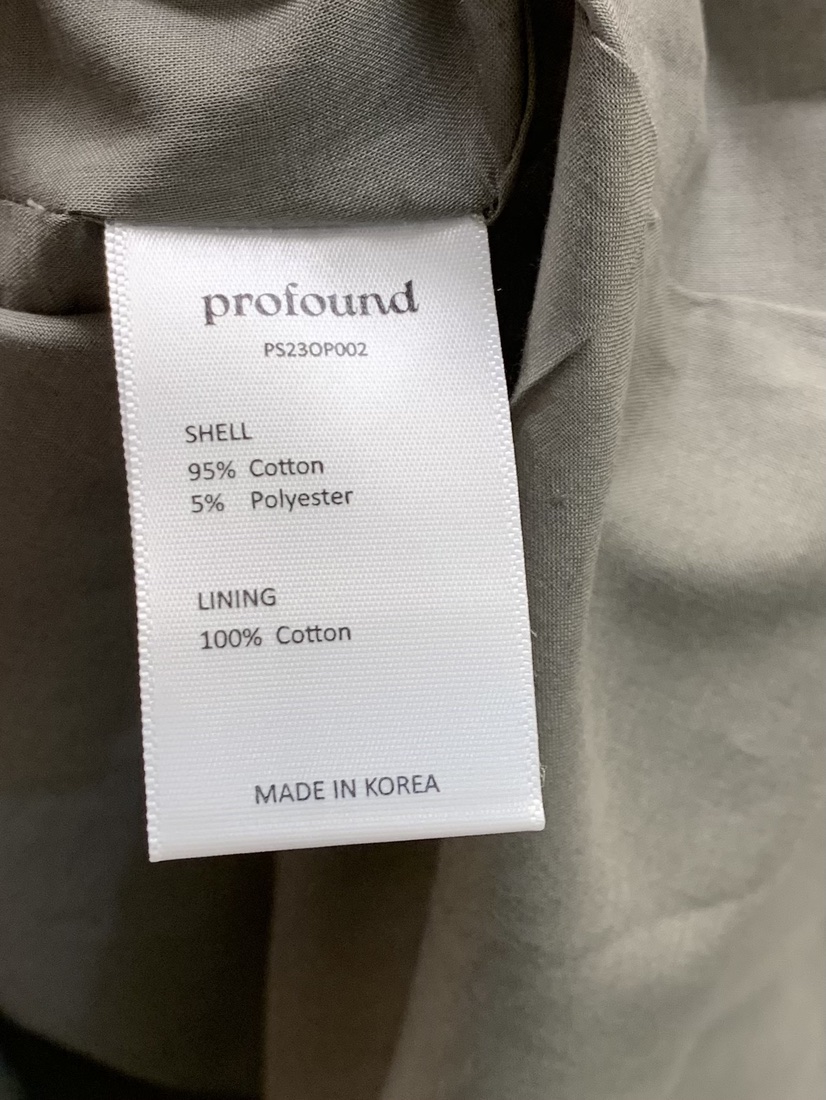 profound
PS23OP002
SHELL
95% Cotton
5% Polyester
LINING
100% Cotton
MADE IN KOREA